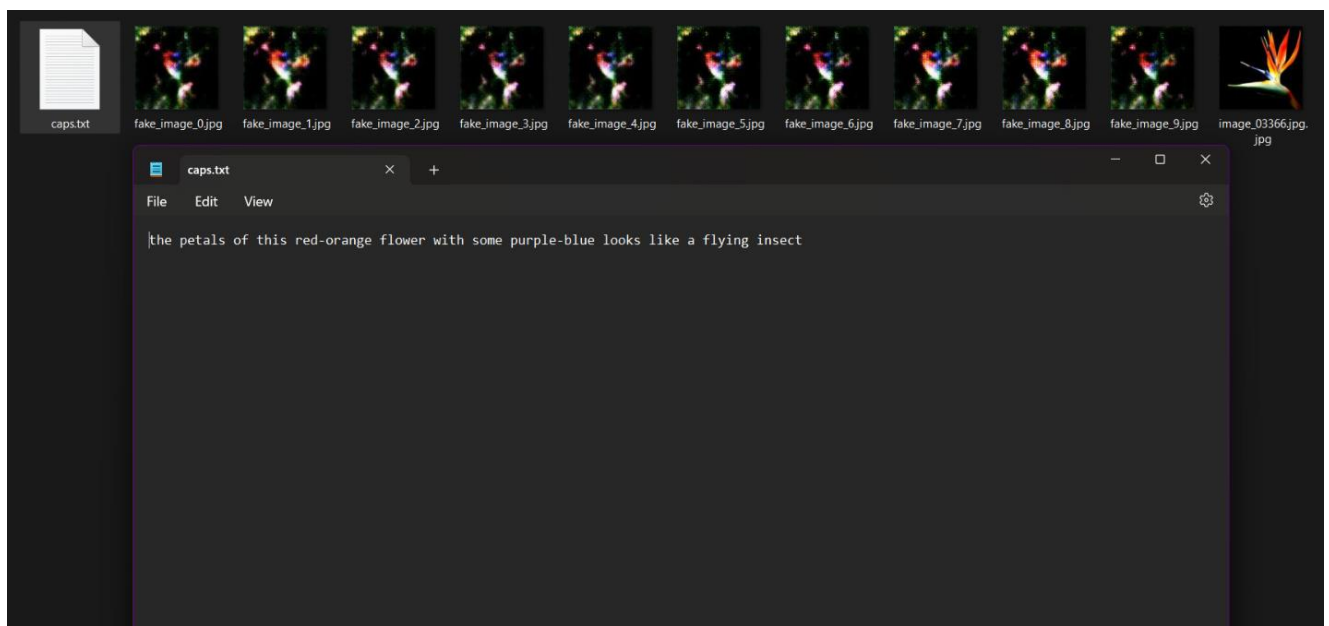 caps.txt
fake_image_0.jpg
fake_image_1.jpg
fake_image_2.jpg
fake_image_3.jpg
fake_image_4.jpg
fake_image_5.jpg
fake_image_6.jpg
fake_image_7.jpg
fake_image_8.jpg
fake_image_9.jpg
image_03366.jpg.
jpg
caps.txt
File Edit View
the petals of this red-orange flower with some purple-blue looks like a flying insect